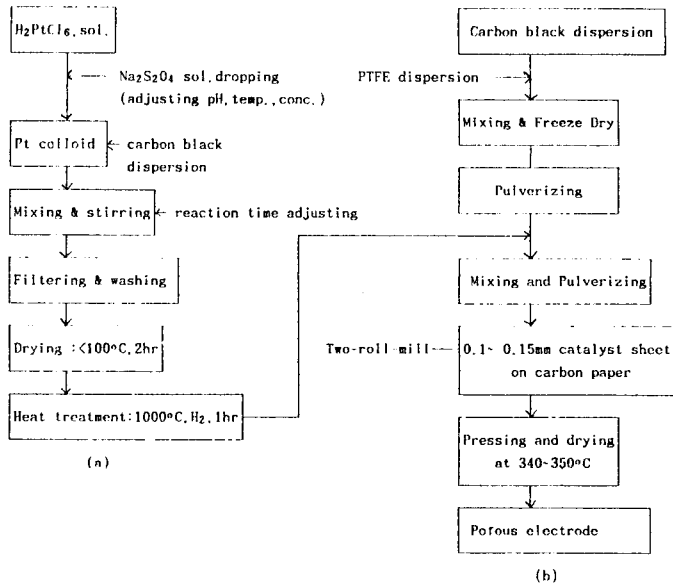 H₂PtCl₆, sol.
Na₂S₂O₄ sol. dropping
(adjusting pH, temp., conc.)
Pt colloid
carbon black
dispersion
Mixing & stirring
reaction time adjusting
Filtering & washing
Drying :<100°C, 2hr
Heat treatment:1000°C, H₂, 1hr
(a)
Carbon black dispersion
PTFE dispersion
Mixing & Freeze Dry
Pulverizing
Mixing and Pulverizing
Two-roll mill
0.1~ 0.15mm catalyst sheet
on carbon paper
Pressing and drying
at 340~350°C
Porous electrode
(b)